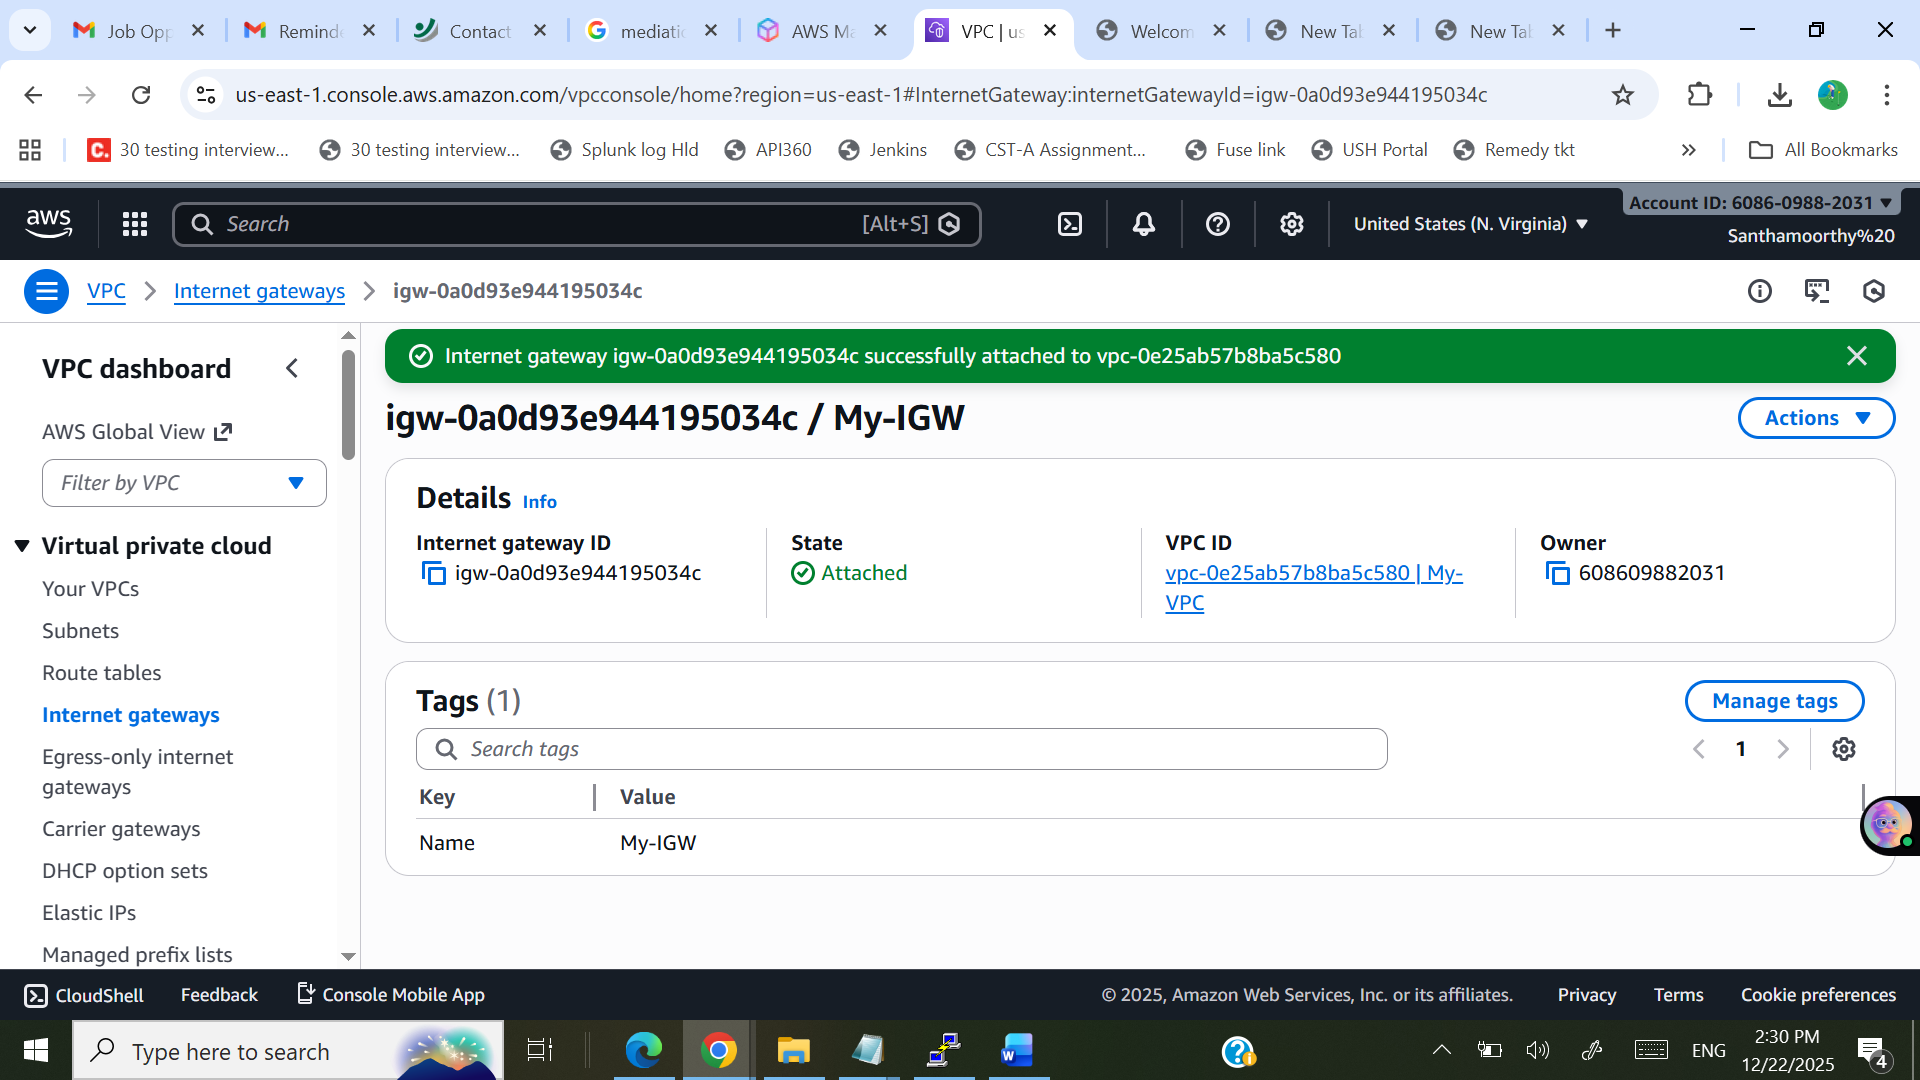 Job Opp
Reminde
Contact
mediatio
AWS Ma
VPC | us
Welcom
New Tab
New Tab
us-east-1.console.aws.amazon.com/vpcconsole/home?region=us-east-1#InternetGateway:internetGatewayId=igw-0a0d93e944195034c
C. 30 testing interview...
30 testing interview...
Splunk log Hld
API360
Jenkins
CST-A Assignment...
Fuse link
USH Portal
Remedy tkt
All Bookmarks
aws
Search
[Alt+S]
United States (N. Virginia)
Account ID: 6086-0988-2031
Santhamoorthy%20
VPC
Internet gateways
igw-0a0d93e944195034c
VPC dashboard
AWS Global View
Filter by VPC
Virtual private cloud
Your VPCs
Subnets
Route tables
Internet gateways
Egress-only internet
gateways
Carrier gateways
DHCP option sets
Elastic IPs
Managed prefix lists
Internet gateway igw-0a0d93e944195034c successfully attached to vpc-0e25ab57b8ba5c580
igw-0a0d93e944195034c / My-IGW
Actions
Details Info
Internet gateway ID
igw-0a0d93e944195034c
State
Attached
VPC ID
vpc-0e25ab57b8ba5c580 | My-
VPC
Owner
608609882031
Tags (1)
Manage tags
Search tags
1
Key
Value
Name
My-IGW
CloudShell
Feedback
Console Mobile App
© 2025, Amazon Web Services, Inc. or its affiliates.
Privacy
Terms
Cookie preferences
Type here to search
ENG
2:30 PM
12/22/2025
4